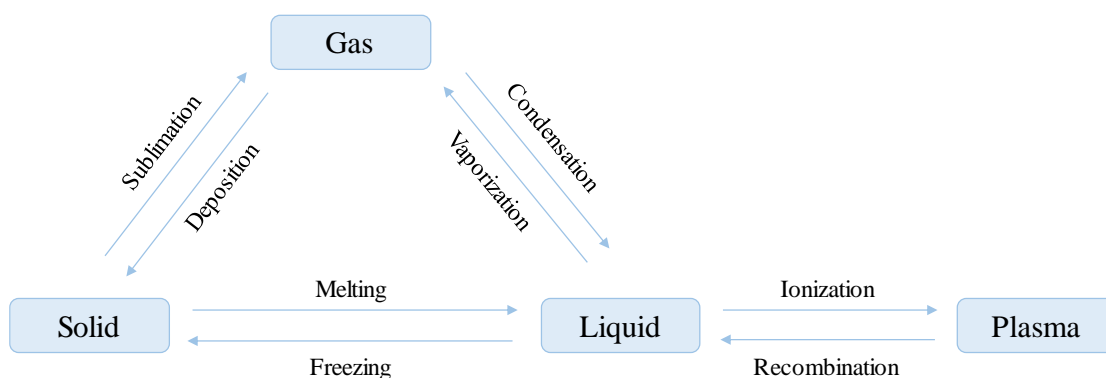 Gas
Sublimation
Deposition
Vaporization
Condensation
Solid
Melting
Freezing
Liquid
Ionization
Recombination
Plasma